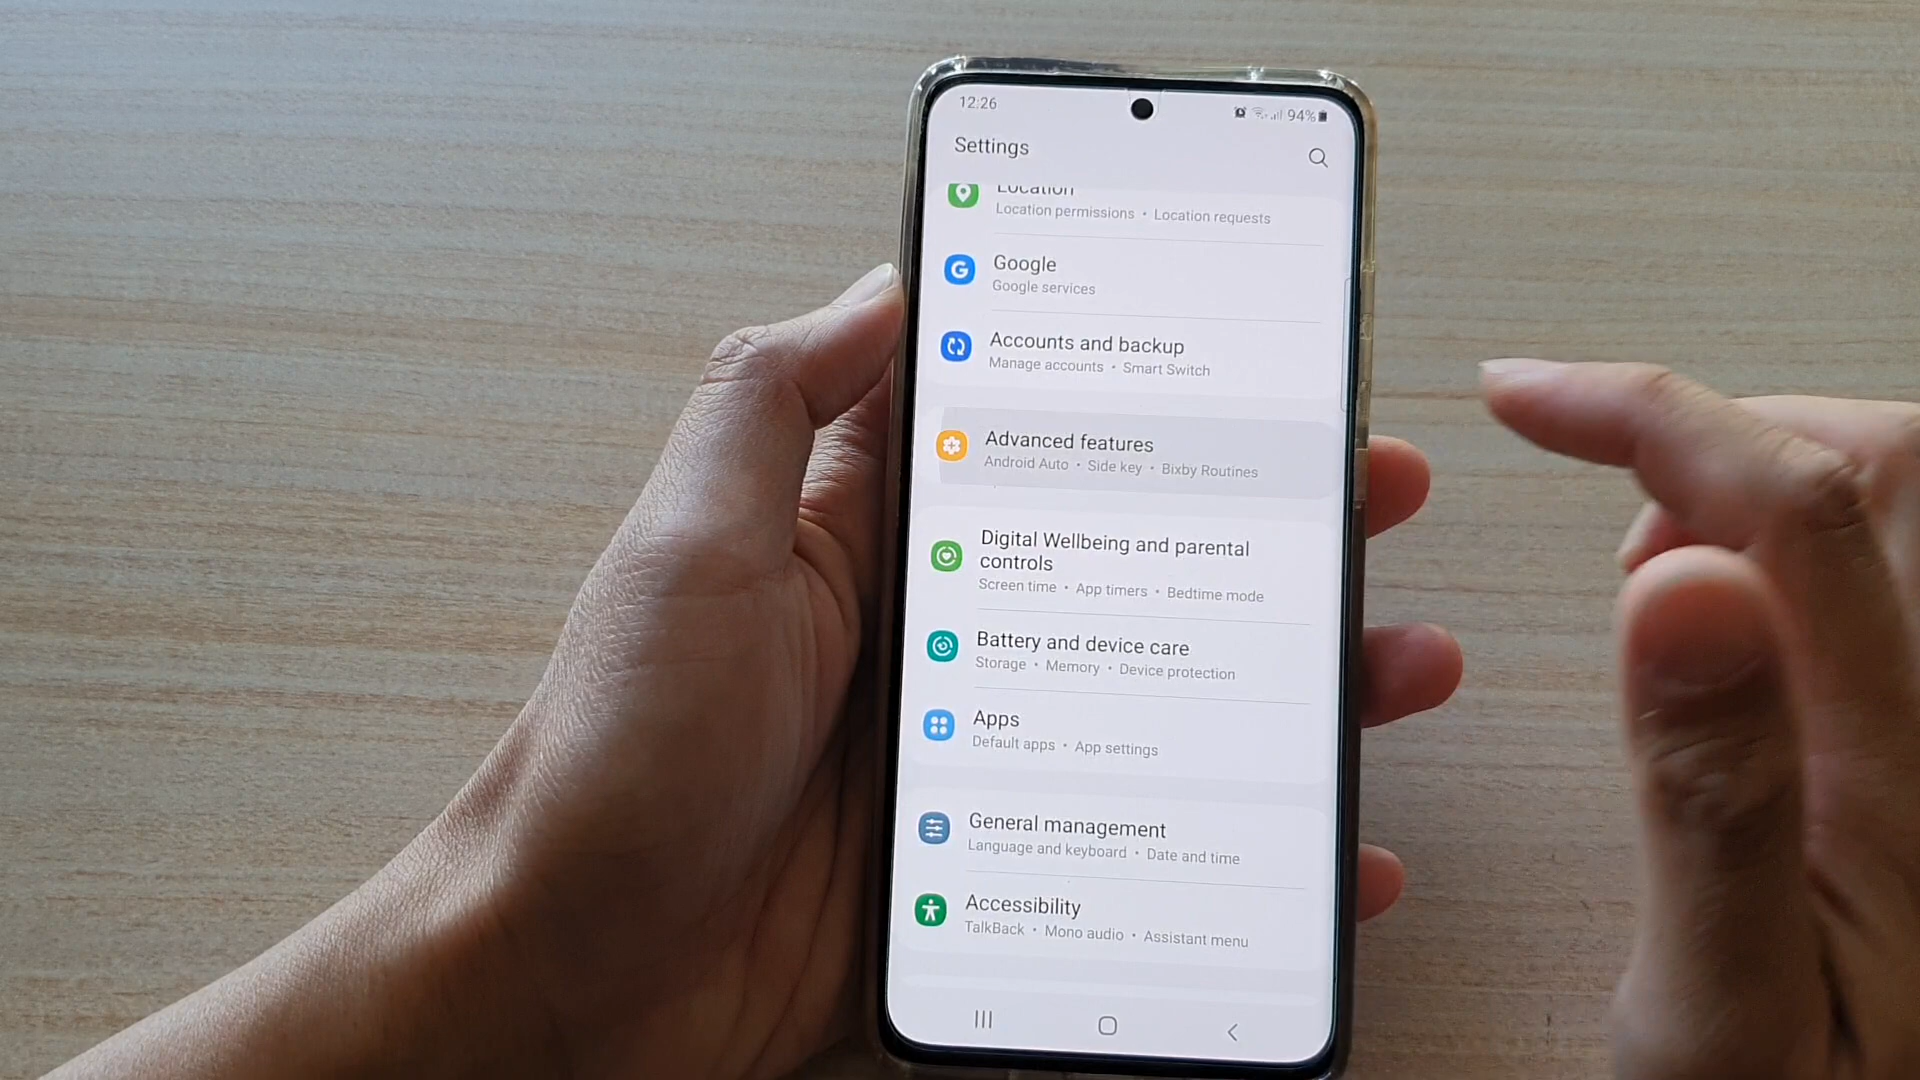 12:26
94%
Settings
Location
Location permissions • Location requests
Google
Google services
Accounts and backup
Manage accounts • Smart Switch
Advanced features
Android Auto • Side key • Bixby Routines
Digital Wellbeing and parental
controls
Screen time • App timers • Bedtime mode
Battery and device care
Storage • Memory • Device protection
Apps
Default apps • App settings
General management
Language and keyboard • Date and time
Accessibility
TalkBack • Mono audio • Assistant menu